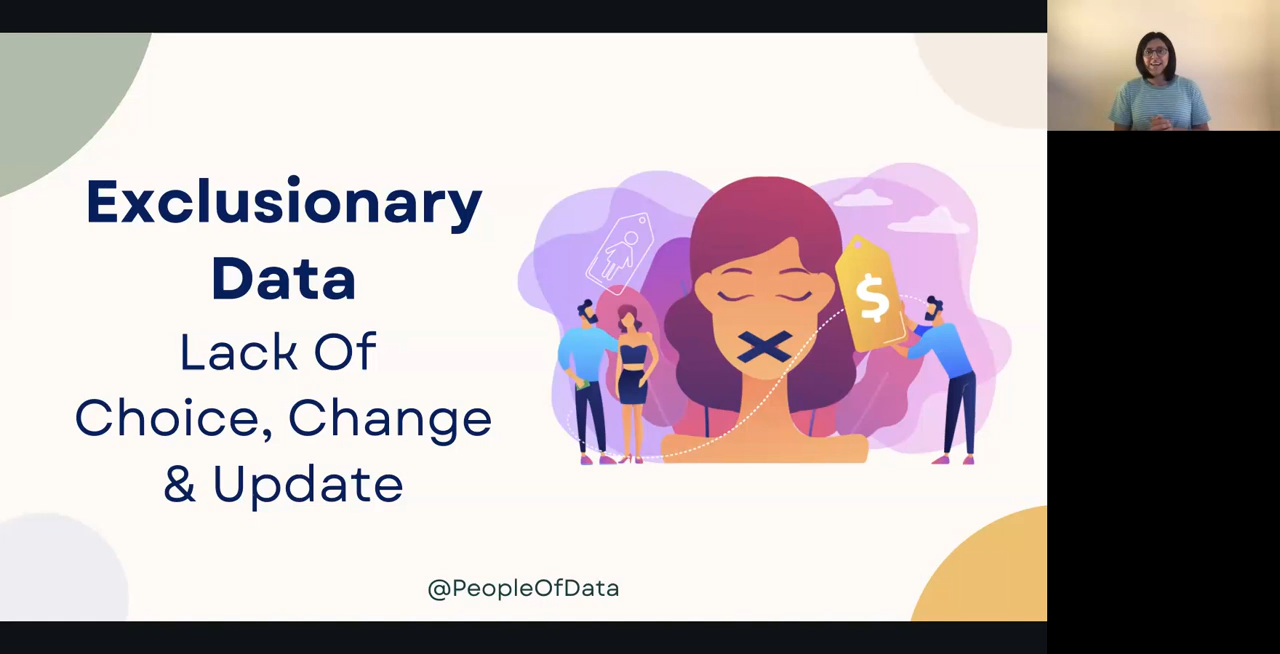 Exclusionary
Data
Lack Of
Choice, Change
& Update
$
@PeopleOfData